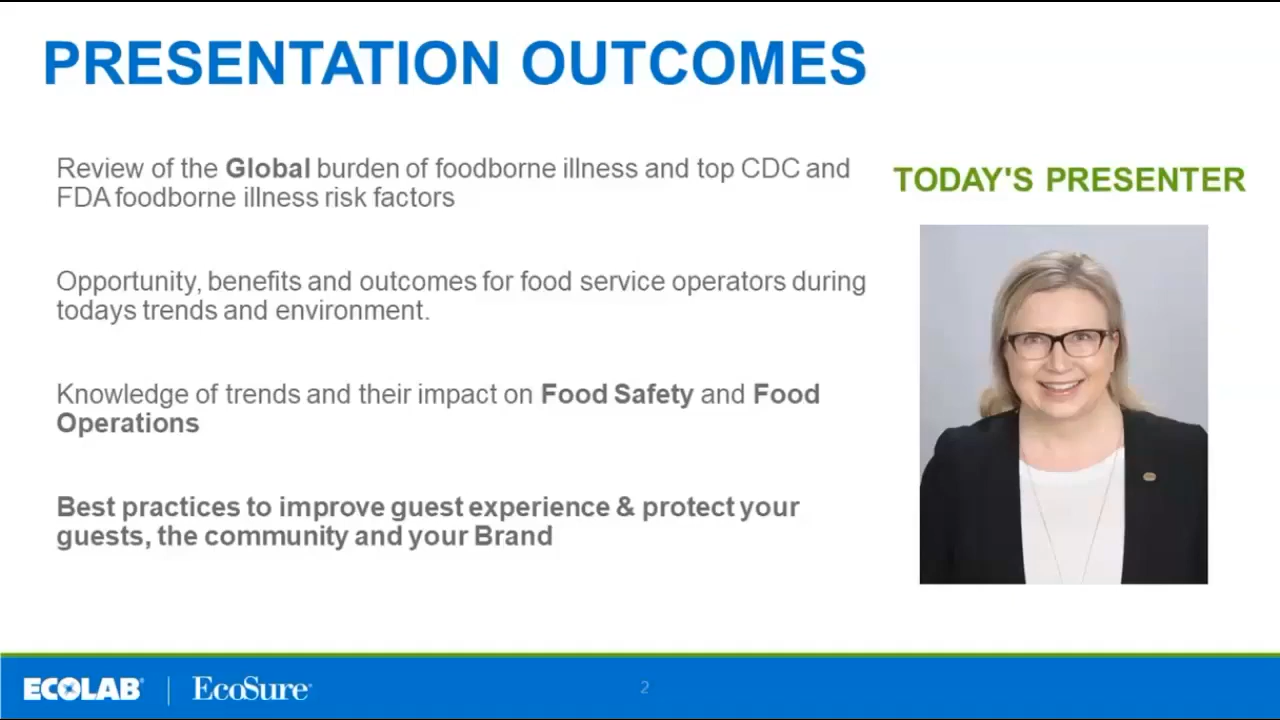 PRESENTATION OUTCOMES
Review of the Global burden of foodborne illness and top CDC and
FDA foodborne illness risk factors
Opportunity, benefits and outcomes for food service operators during
todays trends and environment.
Knowledge of trends and their impact on Food Safety and Food
Operations
Best practices to improve guest experience & protect your
guests, the community and your Brand
TODAY'S PRESENTER
ECOLAB® | EcoSure®
2